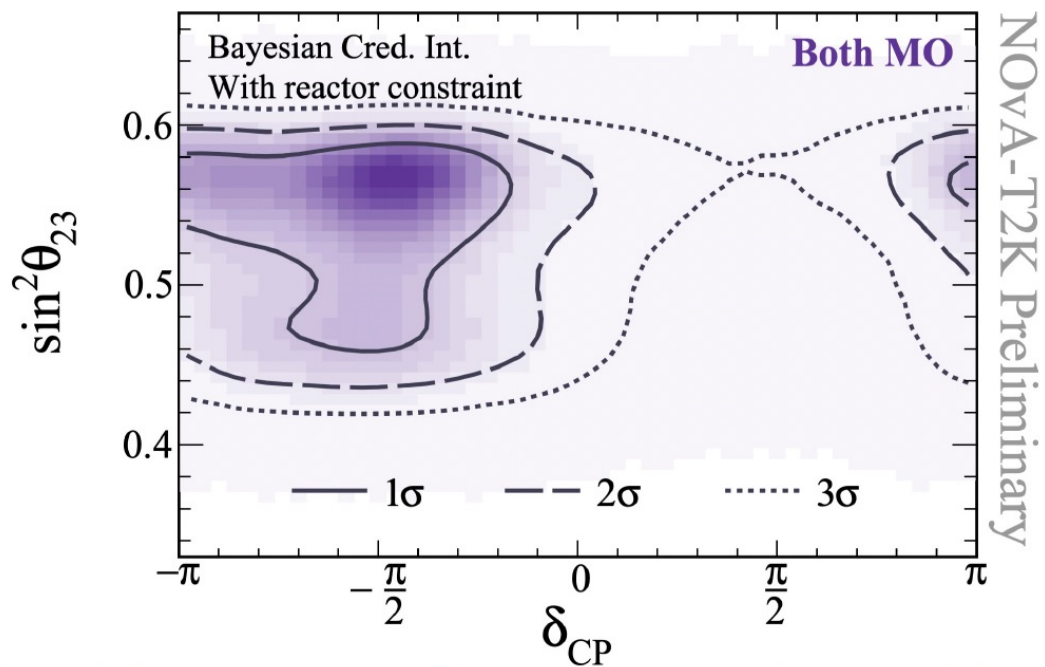 Bayesian Cred. Int.
With reactor constraint
Both MO
NOvA-T2K Preliminary
sin²θ₂₃
0.6
0.5
0.4
1σ
2σ
3σ
−π
−π/2
0
π/2
π
δCP